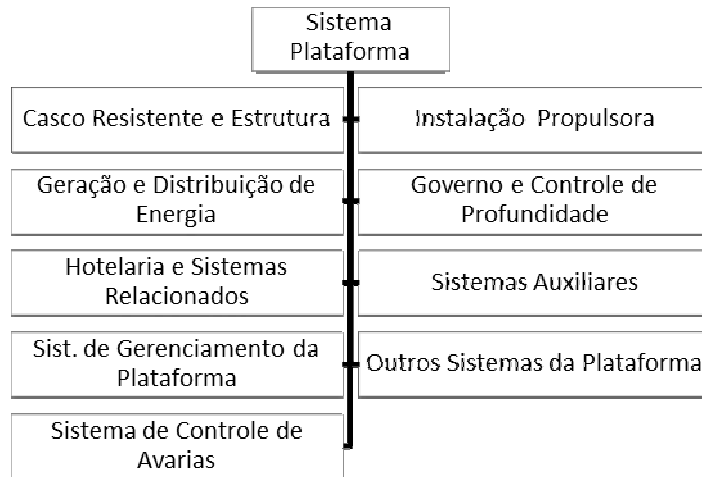 Sistema
Plataforma
Casco Resistente e Estrutura
Instalação Propulsora
Geração e Distribuição de
Energia
Governo e Controle de
Profundidade
Hotelaria e Sistemas
Relacionados
Sistemas Auxiliares
Sist. de Gerenciamento da
Plataforma
Outros Sistemas da Plataforma
Sistema de Controle de
Avarias